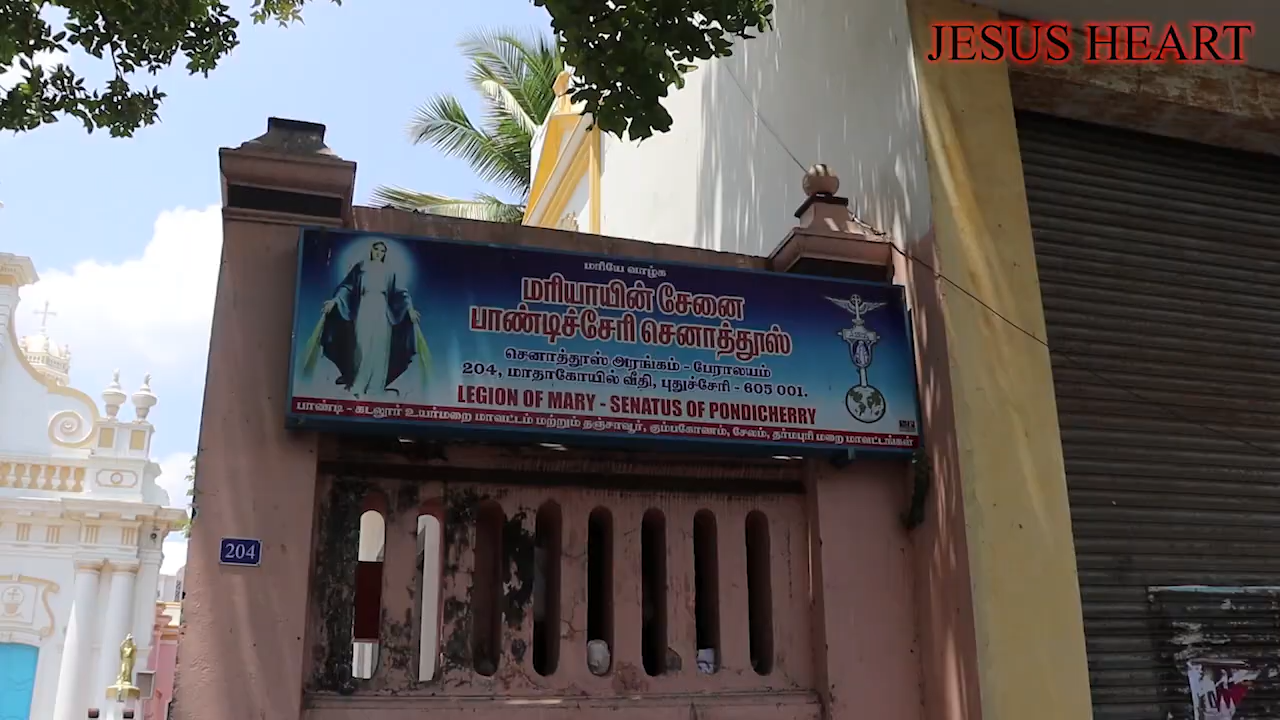 JESUS HEART
மரியே வாழ்க
மரியாயின் சேனை
பாண்டிச்சேரி செனாத்தூஸ்
செனாத்தூஸ் அரங்கம் - பேராலயம்
204, மாதாகோயில் வீதி, புதுச்சேரி - 605 001.
LEGION OF MARY - SENATUS OF PONDICHERRY
பாண்டி - கடலூர் உயர்மறை மாவட்டம் மற்றும் தஞ்சாவூர், கும்பகோணம், சேலம், தர்மபுரி மறை மாவட்டங்கள்
204